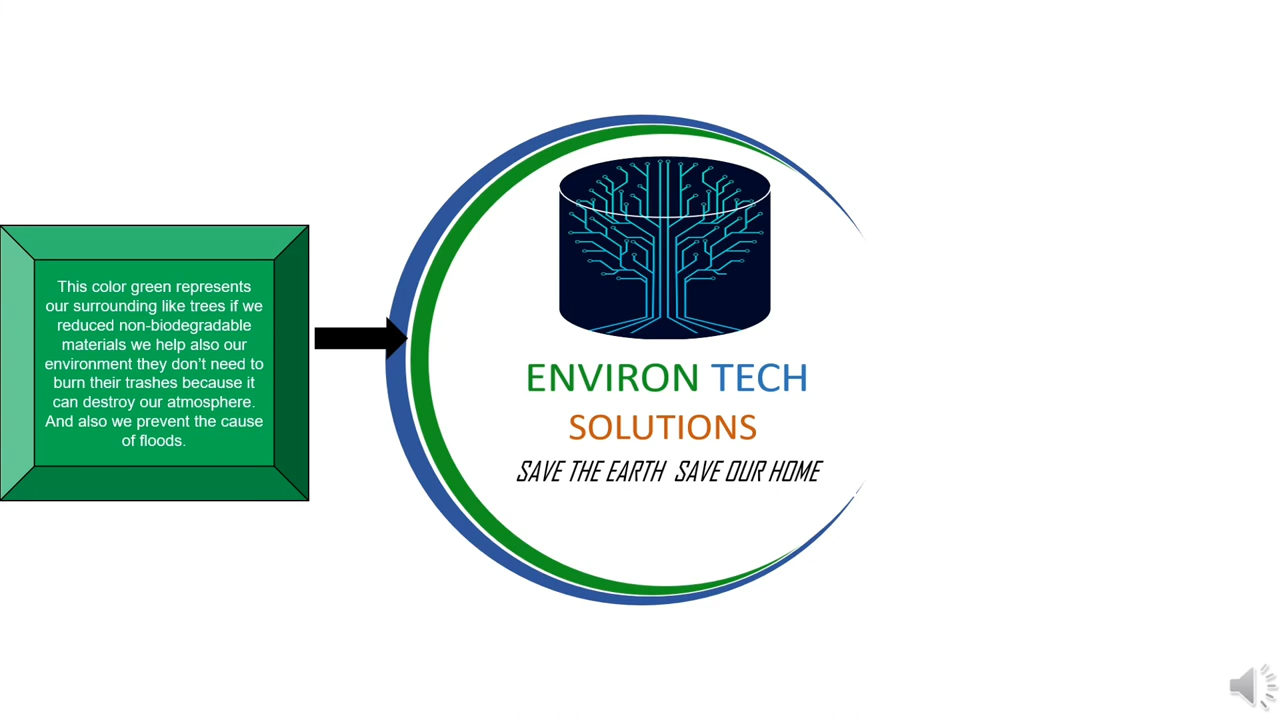 This color green represents
our surrounding like trees if we
reduced non-biodegradable
materials we help also our
environment they don’t need to
burn their trashes because it
can destroy our atmosphere.
And also we prevent the cause
of floods.
ENVIRON TECH
SOLUTIONS
SAVE THE EARTH SAVE OUR HOME